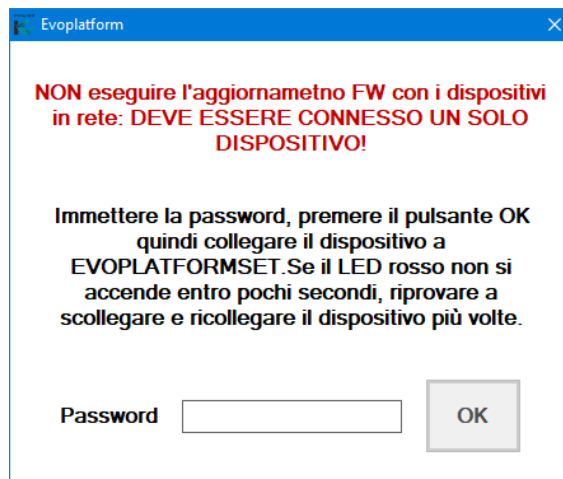 Evoplatform
NON eseguire l'aggiornametno FW con i dispositivi
in rete: DEVE ESSERE CONNESSO UN SOLO
DISPOSITIVO!
Immettere la password, premere il pulsante OK
quindi collegare il dispositivo a
EVOPLATFORMSET.Se il LED rosso non si
accende entro pochi secondi, riprovare a
scollegare e ricollegare il dispositivo più volte.
Password
OK